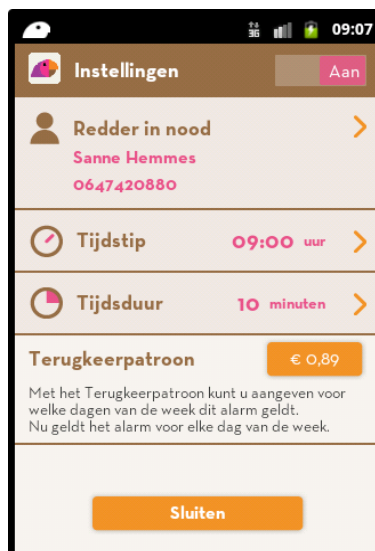 3G 09:07
Instellingen Aan
Redder in nood
Sanne Hemmes
0647420880
Tijdstip 09:00 uur
Tijdsduur 10 minuten
Terugkeerpatroon € 0,89
Met het Terugkeerpatroon kunt u aangeven voor
welke dagen van de week dit alarm geldt.
Nu geldt het alarm voor elke dag van de week.
Sluiten